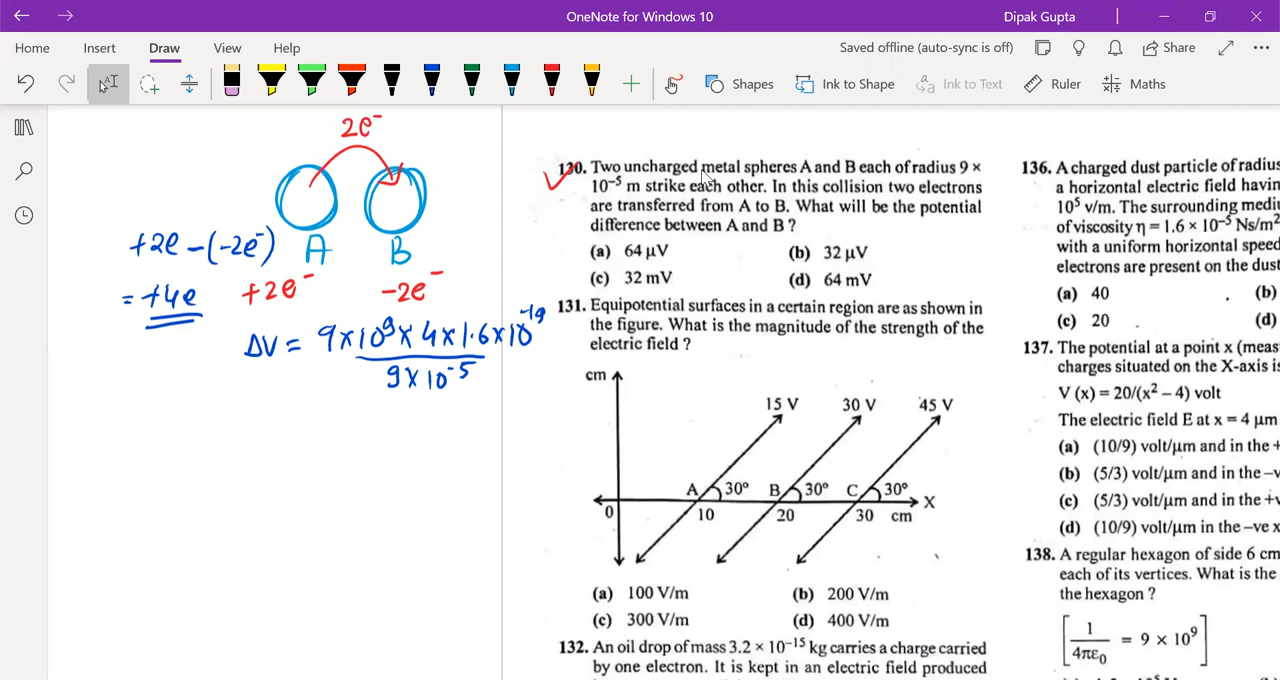 OneNote for Windows 10
Dipak Gupta
Home Insert Draw View Help
Saved offline (auto-sync is off)
Share
Shapes
Ink to Shape
Ink to Text
Ruler
Maths
2e⁻
A B
+2e⁻ -2e⁻
+2e - (-2e⁻)
= +4e
ΔV = 9×10⁹×4×1.6×10⁻¹⁹
9×10⁻⁵
130. Two uncharged metal spheres A and B each of radius 9 ×
10⁻⁵ m strike each other. In this collision two electrons
are transferred from A to B. What will be the potential
difference between A and B ?
(a) 64 μV (b) 32 μV
(c) 32 mV (d) 64 mV
131. Equipotential surfaces in a certain region are as shown in
the figure. What is the magnitude of the strength of the
electric field ?
cm
15 V 30 V 45 V
A 30° B 30° C 30° X
0 10 20 30 cm
(a) 100 V/m (b) 200 V/m
(c) 300 V/m (d) 400 V/m
132. An oil drop of mass 3.2 × 10⁻¹⁵ kg carries a charge carried
by one electron. It is kept in an electric field produced
136. A charged dust particle of radius
a horizontal electric field havin
10⁵ v/m. The surrounding mediu
of viscosity η = 1.6 × 10⁻⁵ Ns/m²
with a uniform horizontal speed
electrons are present on the dust
(a) 40 (b)
(c) 20 (d)
137. The potential at a point x (meas
charges situated on the X-axis is
V (x) = 20/(x² – 4) volt
The electric field E at x = 4 μm
(a) (10/9) volt/μm and in the +
(b) (5/3) volt/μm and in the –v
(c) (5/3) volt/μm and in the +v
(d) (10/9) volt/μm in the –ve x
138. A regular hexagon of side 6 cm
each of its vertices. What is the
the hexagon ?
[1/4πε₀ = 9 × 10⁹]